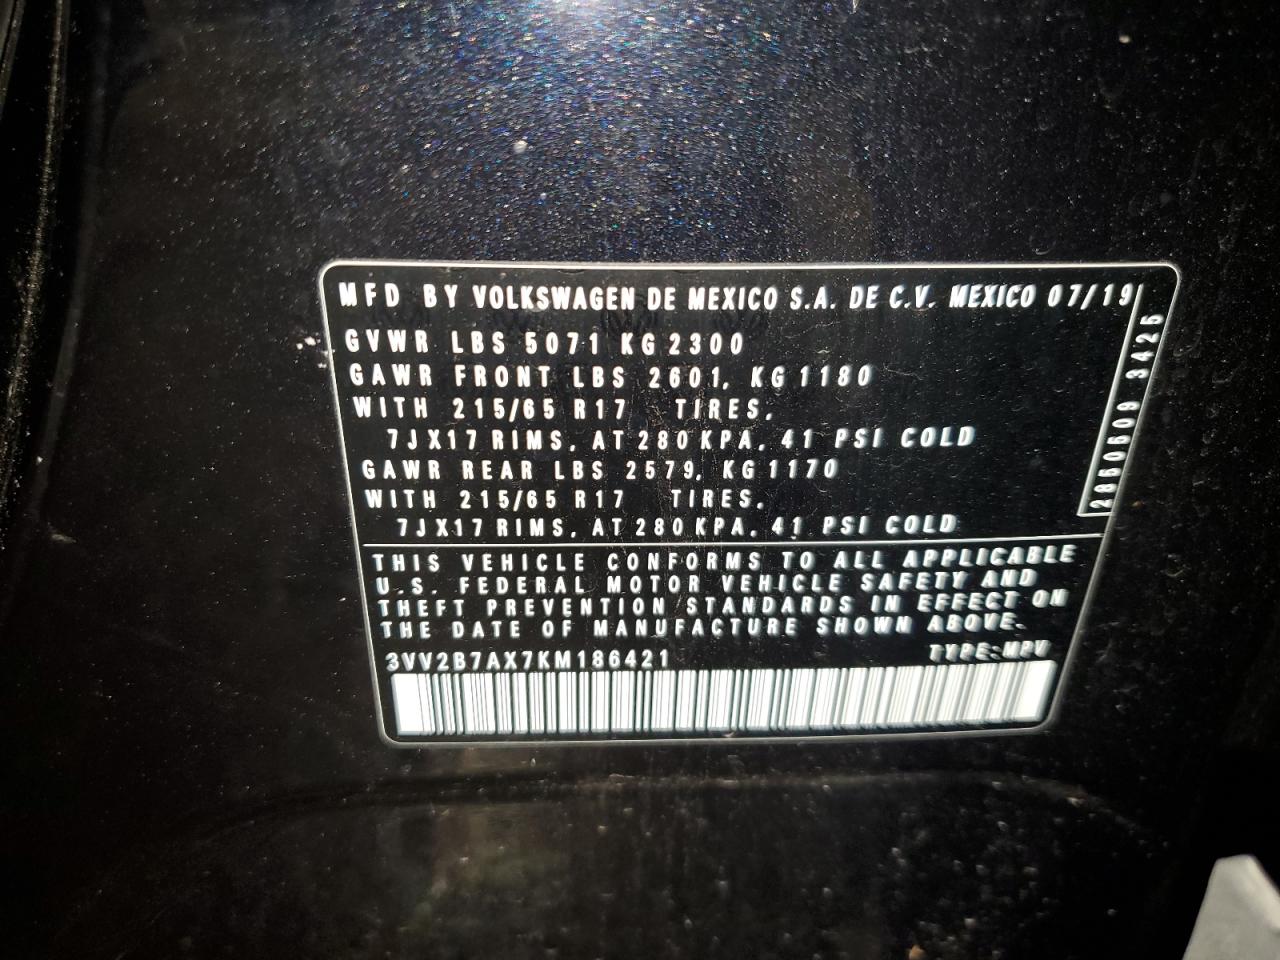 MFD BY VOLKSWAGEN DE MEXICO S.A. DE C.V. MEXICO 07/19
GVWR LBS 5071 KG 2300
GAWR FRONT LBS 2601, KG 1180
WITH 215/65 R17 TIRES,
7JX17 RIMS, AT 280 KPA, 41 PSI COLD
GAWR REAR LBS 2579, KG 1170
WITH 215/65 R17 TIRES,
7JX17 RIMS, AT 280 KPA, 41 PSI COLD
THIS VEHICLE CONFORMS TO ALL APPLICABLE
U.S. FEDERAL MOTOR VEHICLE SAFETY AND
THEFT PREVENTION STANDARDS IN EFFECT ON
THE DATE OF MANUFACTURE SHOWN ABOVE.
3VV2B7AX7KM186421 TYPE:MPV
3425